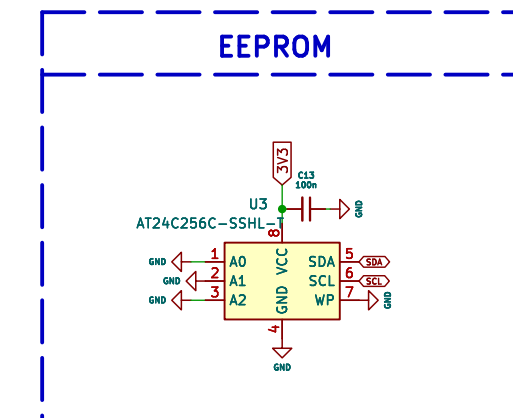 EEPROM
3V3
C13
100n
GND
U3
AT24C256C-SSHL-T
8
VCC
GND 1 A0 SDA 5 SDA
GND 2 A1 SCL 6 SCL
GND 3 A2 GND WP 7 GND
4
GND